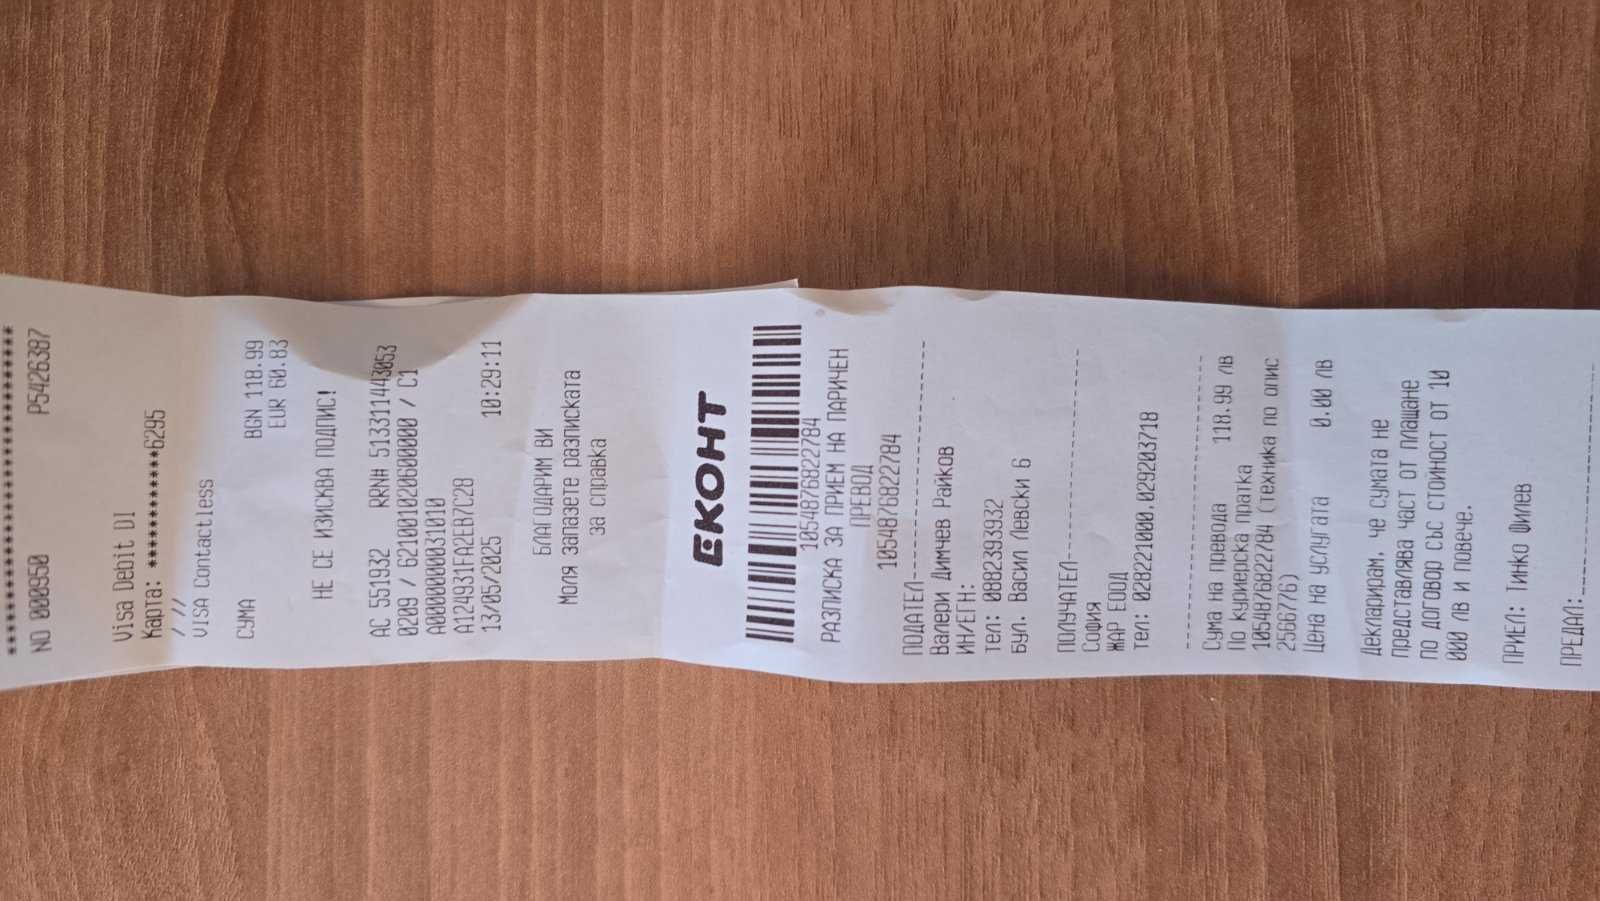 ****************************************
NO 000950 P5426387
Visa Debit DI
Карта: ************6295
/ //
VISA Contactless
СУМА BGN 118.99
EUR 60.83
НЕ СЕ ИЗИСКВА ПОДПИС!
AC 551932 RRN# 513311443053
0209 / 621001020600000 / C1
A0000000031010
A124931FA2EB7C28
13/05/2025 10:29:11
БЛАГОДАРИМ ВИ
Моля запазете разписката
за справка
ЕКОНТ
1054876822784
РАЗПИСКА ЗА ПРИЕМ НА ПАРИЧЕН
ПРЕВОД
1054876822784
ПОДАТЕЛ
Валери Димчев Райков
ИН/ЕГН:
тел: 0882393932
бул. Васил Левски 6
ПОЛУЧАТЕЛ
София
ЖАР ЕООД
тел: 028221000,029203718
Сума на превода 118.99 лв
По куриерска пратка
1054876822784 (техника по опис
2566776)
Цена на услугата 0.00 лв
Декларирам, че сумата не
представлява част от плащане
по договор със стойност от 10
000 лв и повече.
ПРИЕЛ: Тинко Филев
ПРЕДАЛ: